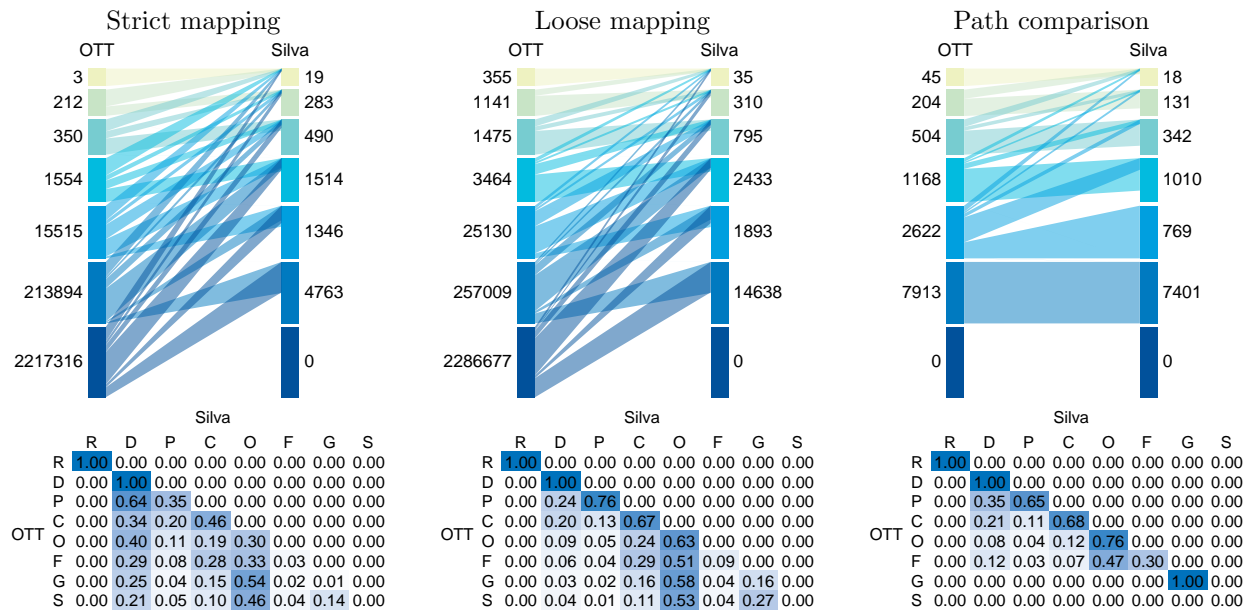 Strict mapping Loose mapping Path comparison
OTT Silva OTT Silva OTT Silva
3 19 355 35 45 18
212 283 1141 310 204 131
350 490 1475 795 504 342
1554 1514 3464 2433 1168 1010
15515 1346 25130 1893 2622 769
213894 4763 257009 14638 7913 7401
2217316 0 2286677 0 0 0
Silva Silva Silva
R D P C O F G S R D P C O F G S R D P C O F G S
R 1.00 0.00 0.00 0.00 0.00 0.00 0.00 0.00 R 1.00 0.00 0.00 0.00 0.00 0.00 0.00 0.00 R 1.00 0.00 0.00 0.00 0.00 0.00 0.00 0.00
D 0.00 1.00 0.00 0.00 0.00 0.00 0.00 0.00 D 0.00 1.00 0.00 0.00 0.00 0.00 0.00 0.00 D 0.00 1.00 0.00 0.00 0.00 0.00 0.00 0.00
P 0.00 0.64 0.35 0.00 0.00 0.00 0.00 0.00 P 0.00 0.24 0.76 0.00 0.00 0.00 0.00 0.00 P 0.00 0.35 0.65 0.00 0.00 0.00 0.00 0.00
C 0.00 0.34 0.20 0.46 0.00 0.00 0.00 0.00 C 0.00 0.20 0.13 0.67 0.00 0.00 0.00 0.00 C 0.00 0.21 0.11 0.68 0.00 0.00 0.00 0.00
OTT O 0.00 0.40 0.11 0.19 0.30 0.00 0.00 0.00 OTT O 0.00 0.09 0.05 0.24 0.63 0.00 0.00 0.00 OTT O 0.00 0.08 0.04 0.12 0.76 0.00 0.00 0.00
F 0.00 0.29 0.08 0.28 0.33 0.03 0.00 0.00 F 0.00 0.06 0.04 0.29 0.51 0.09 0.00 0.00 F 0.00 0.12 0.03 0.07 0.47 0.30 0.00 0.00
G 0.00 0.25 0.04 0.15 0.54 0.02 0.01 0.00 G 0.00 0.03 0.02 0.16 0.58 0.04 0.16 0.00 G 0.00 0.00 0.00 0.00 0.00 0.00 1.00 0.00
S 0.00 0.21 0.05 0.10 0.46 0.04 0.14 0.00 S 0.00 0.04 0.01 0.11 0.53 0.04 0.27 0.00 S 0.00 0.00 0.00 0.00 0.00 0.00 0.00 0.00